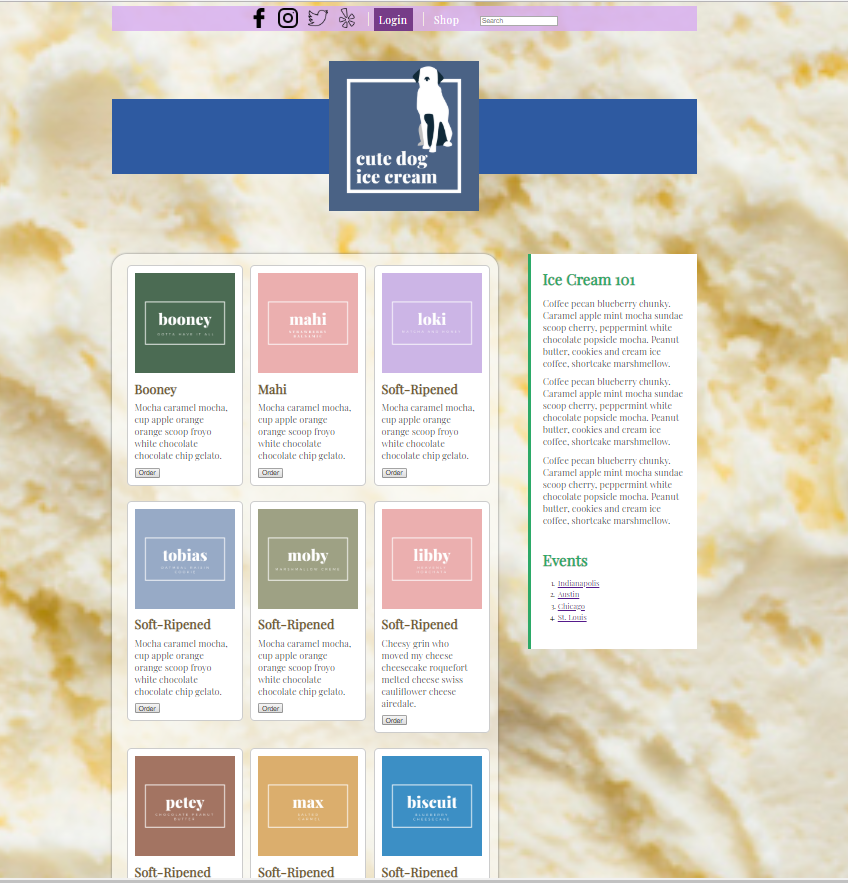 Login
Shop
Search
cute dog
ice cream
booney
GOTTA HAVE IT ALL
mahi
loki
Booney
Mahi
Soft-Ripened
Mocha caramel mocha,
cup apple orange
orange scoop froyo
white chocolate
chocolate chip gelato.
Order
Mocha caramel mocha,
cup apple orange
orange scoop froyo
white chocolate
chocolate chip gelato.
Order
Mocha caramel mocha,
cup apple orange
orange scoop froyo
white chocolate
chocolate chip gelato.
Order
tobias
OATMEAL RAISIN
COOKIE
moby
MARSHMALLOW CREME
libby
Soft-Ripened
Soft-Ripened
Soft-Ripened
Mocha caramel mocha,
cup apple orange
orange scoop froyo
white chocolate
chocolate chip gelato.
Order
Mocha caramel mocha,
cup apple orange
orange scoop froyo
white chocolate
chocolate chip gelato.
Order
Cheesy grin who
moved my cheese
cheesecake roquefort
melted cheese swiss
cauliflower cheese
airedale.
Order
petey
CHOCOLATE PEANUT
BUTTER
max
biscuit
BLUEBERRY
CHEESECAKE
Soft-Ripened
Soft-Ripened
Soft-Ripened
Ice Cream 101
Coffee pecan blueberry chunky.
Caramel apple mint mocha sundae
scoop cherry, peppermint white
chocolate popsicle mocha. Peanut
butter, cookies and cream ice
coffee, shortcake marshmellow.
Coffee pecan blueberry chunky.
Caramel apple mint mocha sundae
scoop cherry, peppermint white
chocolate popsicle mocha. Peanut
butter, cookies and cream ice
coffee, shortcake marshmellow.
Coffee pecan blueberry chunky.
Caramel apple mint mocha sundae
scoop cherry, peppermint white
chocolate popsicle mocha. Peanut
butter, cookies and cream ice
coffee, shortcake marshmellow.
Events
1. Indianapolis
2. Austin
3. Chicago
4. St. Louis